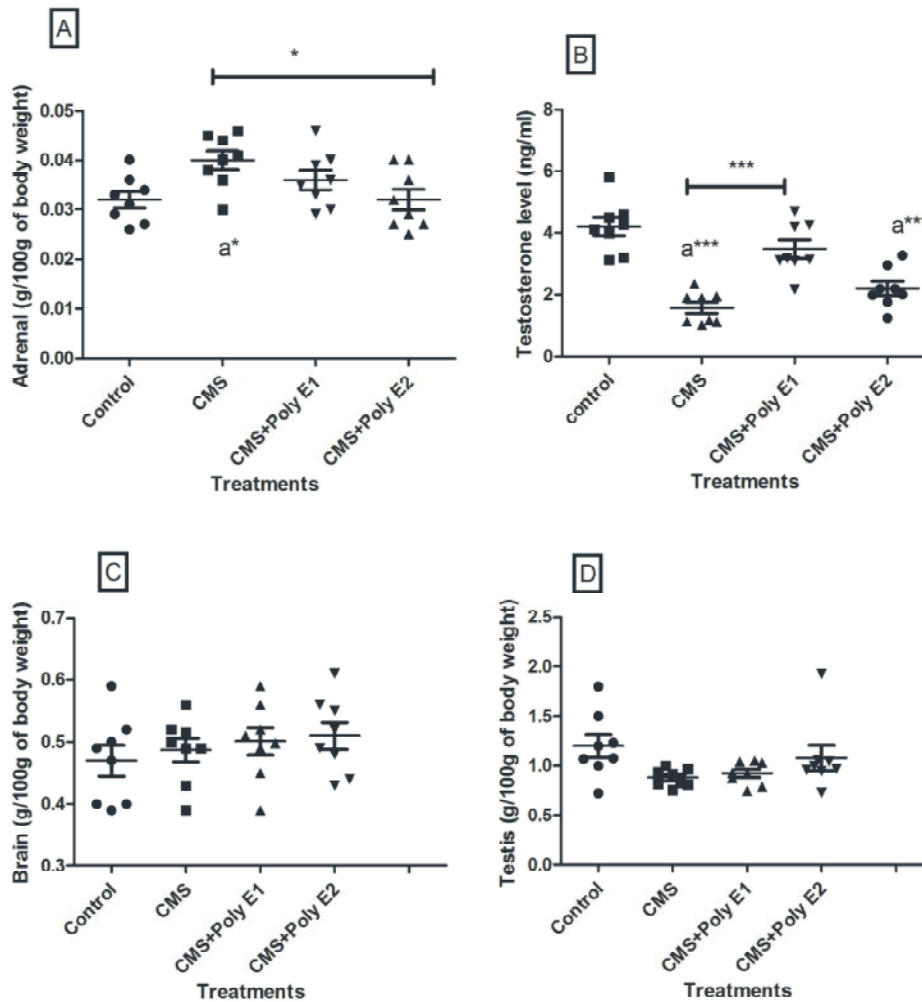 A
*
Adrenal (g/100g of body weight)
0.05
0.04
0.03
0.02
0.01
0.00
a*
Control
CMS
CMS+Poly E1
CMS+Poly E2
Treatments
B
Testosterone level (ng/ml)
8
6
4
2
0
***
a***
a***
Control
CMS
CMS+Poly E1
CMS+Poly E2
Treatments
C
Brain (g/100g of body weight)
0.7
0.6
0.5
0.4
0.3
Control
CMS
CMS+Poly E1
CMS+Poly E2
Treatments
D
Testis (g/100g of body weight)
2.5
2.0
1.5
1.0
0.5
0.0
Control
CMS
CMS+Poly E1
CMS+Poly E2
Treatments